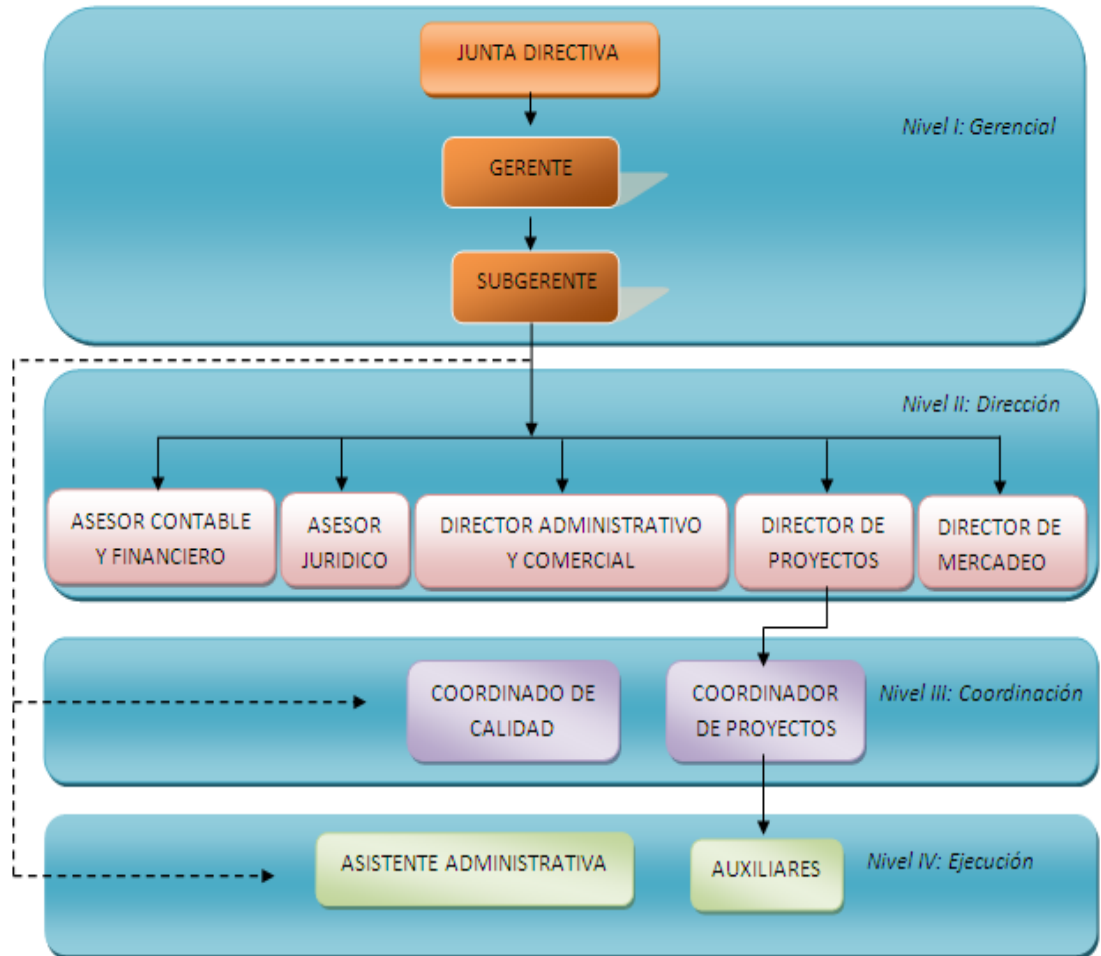 JUNTA DIRECTIVA
Nivel I: Gerencial
GERENTE
SUBGERENTE
Nivel II: Dirección
ASESOR CONTABLE
Y FINANCIERO
ASESOR
JURIDICO
DIRECTOR ADMINISTRATIVO
Y COMERCIAL
DIRECTOR DE
PROYECTOS
DIRECTOR DE
MERCADEO
COORDINADO DE
CALIDAD
COORDINADOR
DE PROYECTOS
Nivel III: Coordinación
ASISTENTE ADMINISTRATIVA
AUXILIARES
Nivel IV: Ejecución